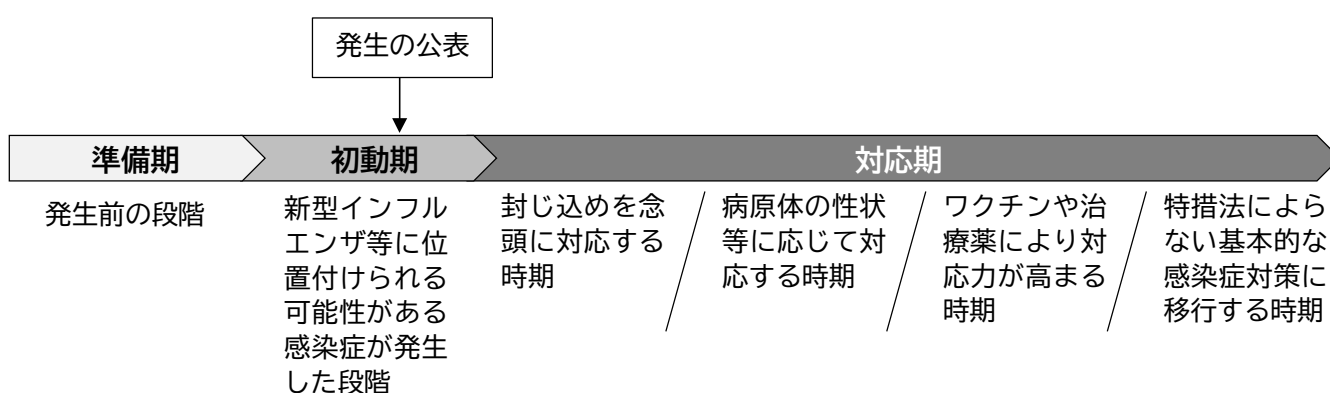 発生の公表
準備期
初動期
対応期
発生前の段階
新型インフル
エンザ等に位
置付けられる
可能性がある
感染症が発生
した段階
封じ込めを念
頭に対応する
時期
病原体の性状
等に応じて対
応する時期
ワクチンや治
療薬により対
応力が高まる
時期
特措法によら
ない基本的な
感染症対策に
移行する時期